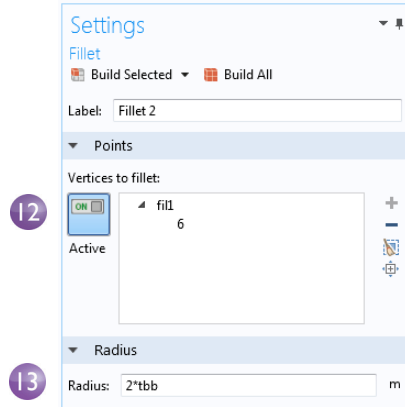 Settings
Fillet
Build Selected Build All
Label: Fillet 2
Points
Vertices to fillet:
12
ON
fil1
6
Active
Radius
13
Radius: 2*tbb m